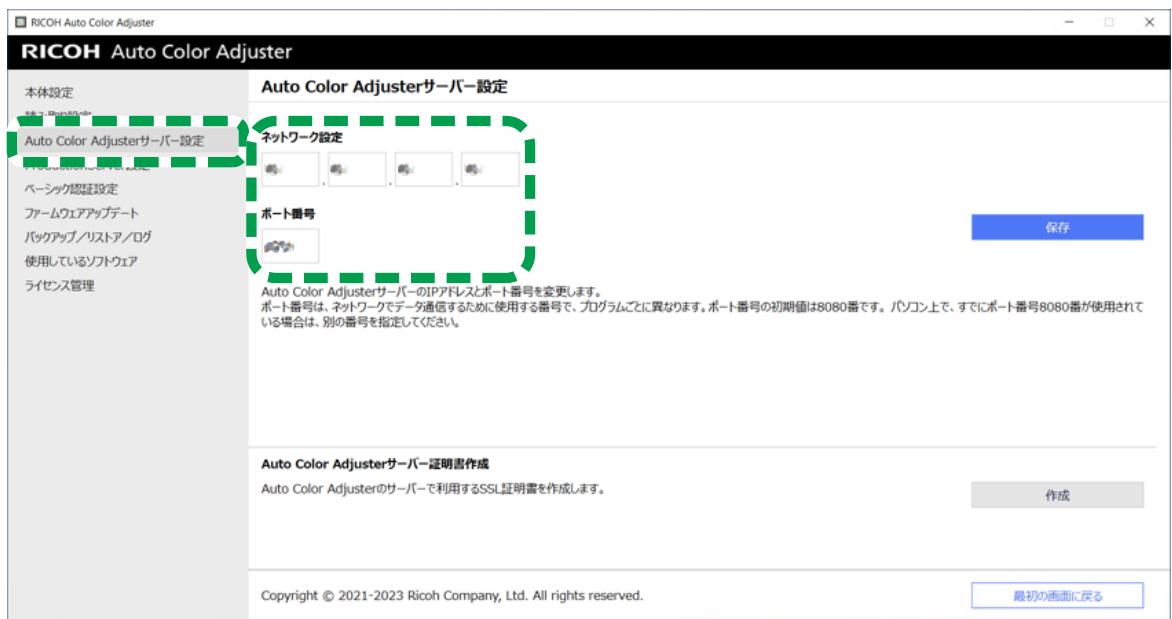 RICOH Auto Color Adjuster
RICOH Auto Color Adjuster
本体設定
Auto Color Adjusterサーバー設定
ベーシック認証設定
ファームウェアアップデート
バックアップ／リストア／ログ
使用しているソフトウェア
ライセンス管理
Auto Color Adjusterサーバー設定
ネットワーク設定
. . .
ポート番号
保存
Auto Color AdjusterサーバーのIPアドレスとポート番号を変更します。
ポート番号は、ネットワークでデータ通信するために使用する番号で、プログラムごとに異なります。ポート番号の初期値は8080番です。パソコン上で、すでにポート番号8080番が使用されて
いる場合は、別の番号を指定してください。
Auto Color Adjusterサーバー証明書作成
Auto Color Adjusterのサーバーで利用するSSL証明書を作成します。
作成
Copyright © 2021-2023 Ricoh Company, Ltd. All rights reserved.
最初の画面に戻る